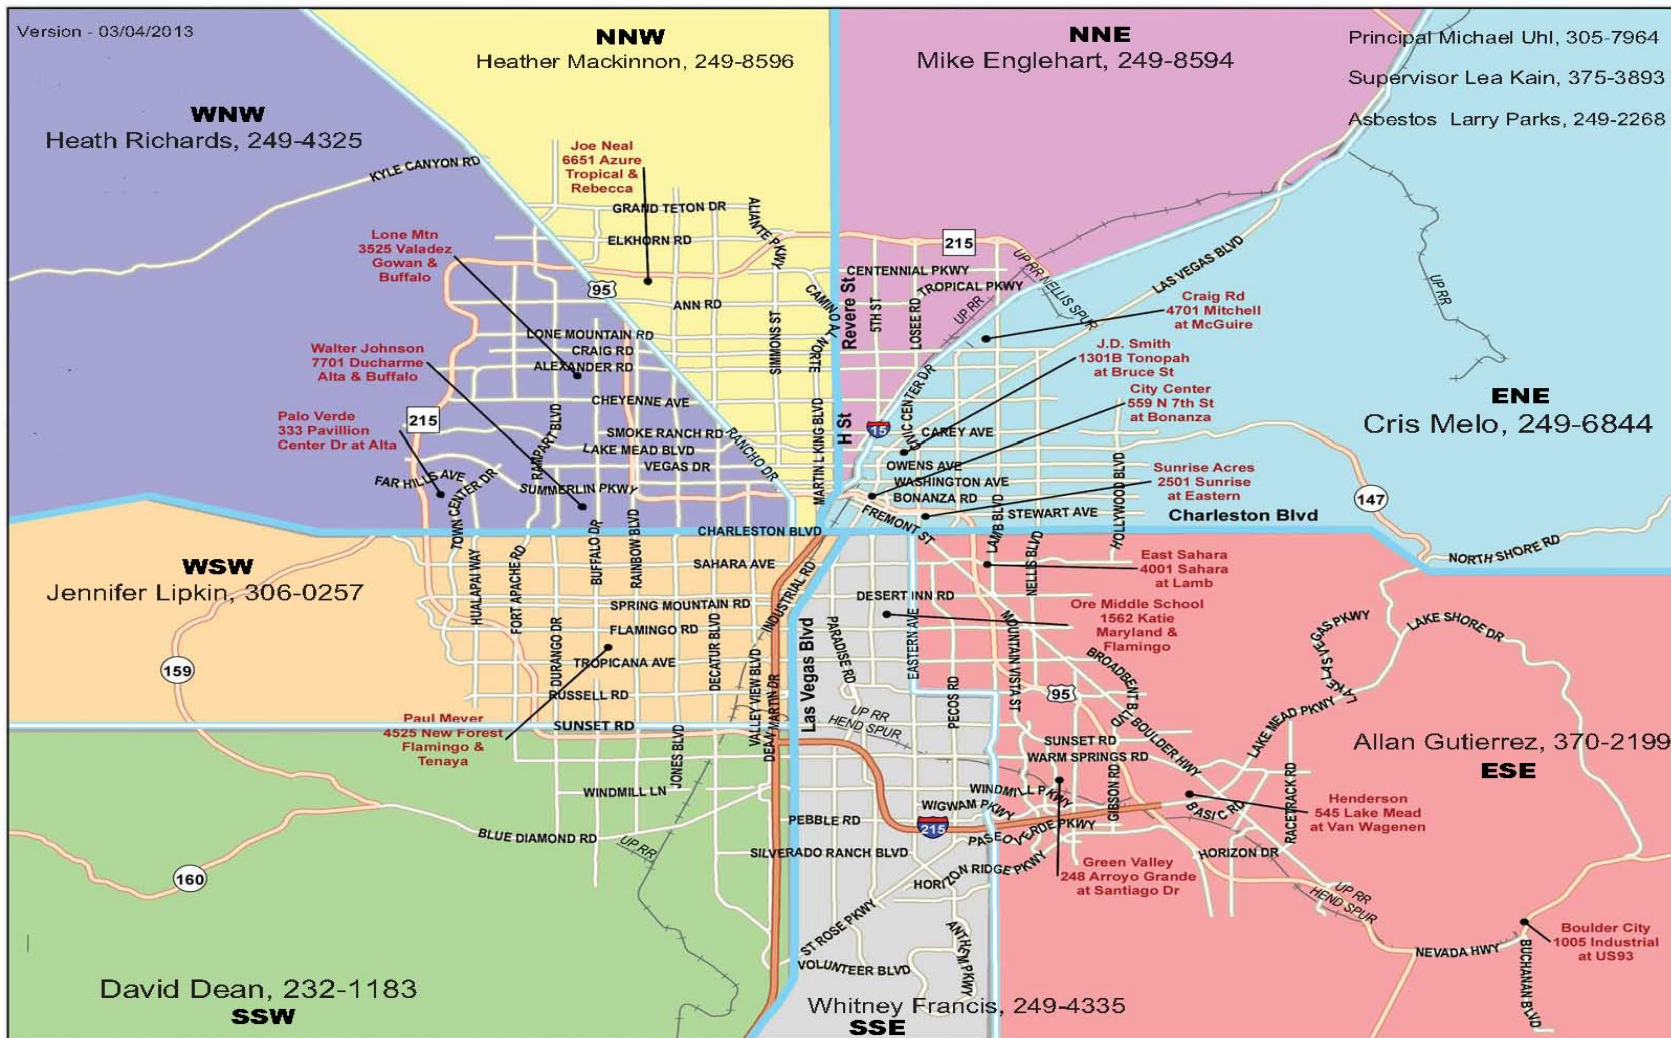 Version - 03/04/2013
NNW
Heather Mackinnon, 249-8596
NNE
Mike Englehart, 249-8594
Principal Michael Uhl, 305-7964
Supervisor Lea Kain, 375-3893
Asbestos Larry Parks, 249-2268
WNW
Heath Richards, 249-4325
KYLE CANYON RD
Joe Neal
6651 Azure
Tropical &
Rebecca
GRAND TETON DR
ALIANTE PKWY
ELKHORN RD
Lone Mtn
3525 Valadez
Gowan &
Buffalo
95
ANN RD
LONE MOUNTAIN RD
CRAIG RD
ALEXANDER RD
CHEYENNE AVE
SIMMONS ST
CAMINO AL NORTE
Revere St
215
CENTENNIAL PKWY
TROPICAL PKWY
5TH ST
LOSEE RD
UP RR
UPRR NELLIS SPUR
LAS VEGAS BLVD
UP RR
Craig Rd
4701 Mitchell
at McGuire
J.D. Smith
1301B Tonopah
at Bruce St
City Center
559 N 7th St
at Bonanza
ENE
Cris Melo, 249-6844
Walter Johnson
7701 Ducharme
Alta & Buffalo
Palo Verde
333 Pavillion
Center Dr at Alta
215
RAMPART BLVD
SMOKE RANCH RD
LAKE MEAD BLVD
VEGAS DR
RANCHO DR
MARTIN L KING BLVD
H St
15
CIVIC CENTER DR
CAREY AVE
OWENS AVE
WASHINGTON AVE
BONANZA RD
STEWART AVE
FREMONT ST
LAMB BLVD
HOLLYWOOD BLVD
Sunrise Acres
2501 Sunrise
at Eastern
147
FAR HILLS AVE
TOWN CENTER DR
SUMMERLIN PKWY
CHARLESTON BLVD
Charleston Blvd
NORTH SHORE RD
WSW
Jennifer Lipkin, 306-0257
HUALAPAI WAY
FORT APACHE RD
BUFFALO DR
RAINBOW BLVD
SAHARA AVE
SPRING MOUNTAIN RD
FLAMINGO RD
TROPICANA AVE
RUSSELL RD
SUNSET RD
DURANGO DR
DECATUR BLVD
VALLEY VIEW BLVD
DEAN MARTIN DR
INDUSTRIAL RD
Las Vegas Blvd
PARADISE RD
DESERT INN RD
EASTERN AVE
PECOS RD
NELLIS BLVD
MOUNTAIN VISTA ST
East Sahara
4001 Sahara
at Lamb
Ore Middle School
1562 Katie
Maryland &
Flamingo
BROADBENT BLVD
BOULDER HWY
LAKE LAS VEGAS PKWY
LAKE SHORE DR
LAKE MEAD PKWY
159
95
Paul Meyer
4525 New Forest
Flamingo &
Tenaya
UP RR
HEND SPUR
SUNSET RD
WARM SPRINGS RD
Allan Gutierrez, 370-2199
ESE
JONES BLVD
WINDMILL LN
BLUE DIAMOND RD
UP RR
160
PEBBLE RD
SILVERADO RANCH BLVD
WINDMILL PKWY
WIGWAM PKWY
215
PASEO VERDE PKWY
GIBSON RD
BASIC RD
RACETRACK RD
Henderson
545 Lake Mead
at Van Wagenen
HORIZON DR
HORIZON RIDGE PKWY
Green Valley
248 Arroyo Grande
at Santiago Dr
UP RR
HEND SPUR
ST ROSE PKWY
VOLUNTEER BLVD
ANTHEM PKWY
NEVADA HWY
Boulder City
1005 Industrial
at US93
BUCHANAN BLVD
David Dean, 232-1183
SSW
Whitney Francis, 249-4335
SSE